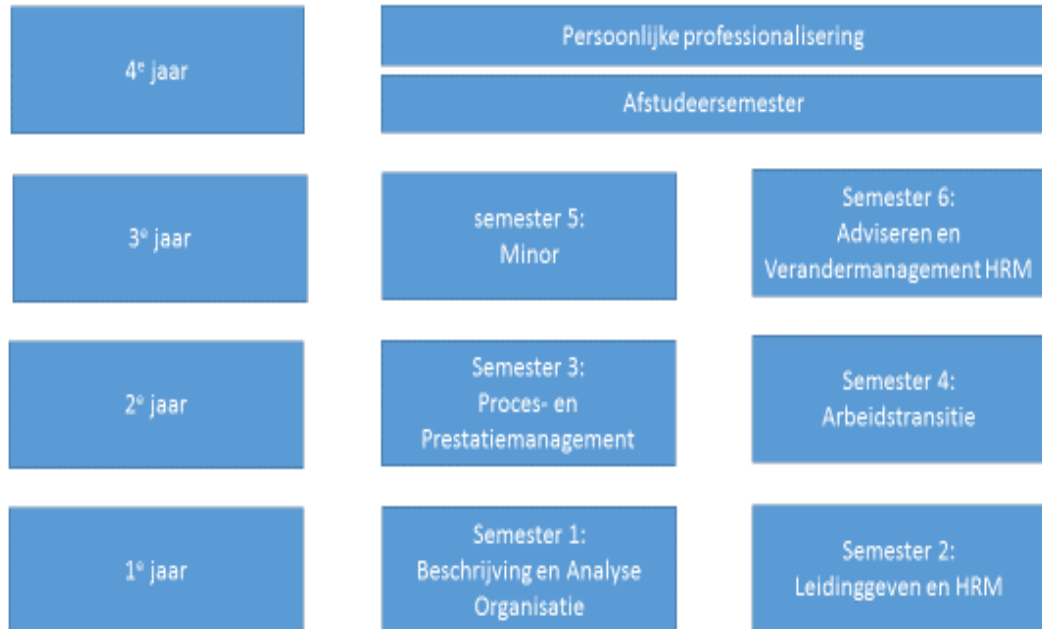 4e jaar
Persoonlijke professionalisering
Afstudeersemester
3e jaar
semester 5:
Minor
Semester 6:
Adviseren en
Verandermanagement HRM
2e jaar
Semester 3:
Proces- en
Prestatiemanagement
Semester 4:
Arbeidstransitie
1e jaar
Semester 1:
Beschrijving en Analyse
Organisatie
Semester 2:
Leidinggeven en HRM